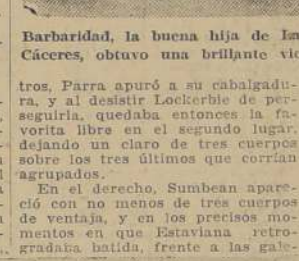 Barbaridad, la buena hija de La
Cáceres, obtuvo una brillante vic
tros, Parra apuró a su cabalgadu-
ra, y al desistir Lockerbie de per-
seguirla, quedaba entonces la fa-
vorita libre en el segundo lugar,
dejando un claro de tres cuerpos
sobre los tres últimos que corrían
agrupados.
En el derecho, Sumbean apare-
ció con no menos de tres cuerpos
de ventaja, y en los precisos mo-
mentos en que Estaviana retro-
gradaba batida, frente a las gale-